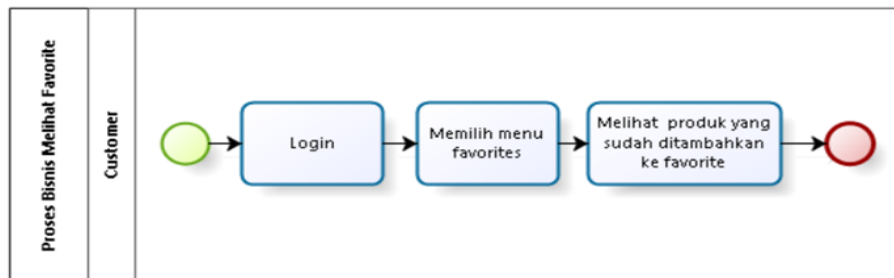 Proses Bisnis Melihat Favorite
Customer
Login
Memilih menu
favorites
Melihat produk yang
sudah ditambahkan
ke favorite